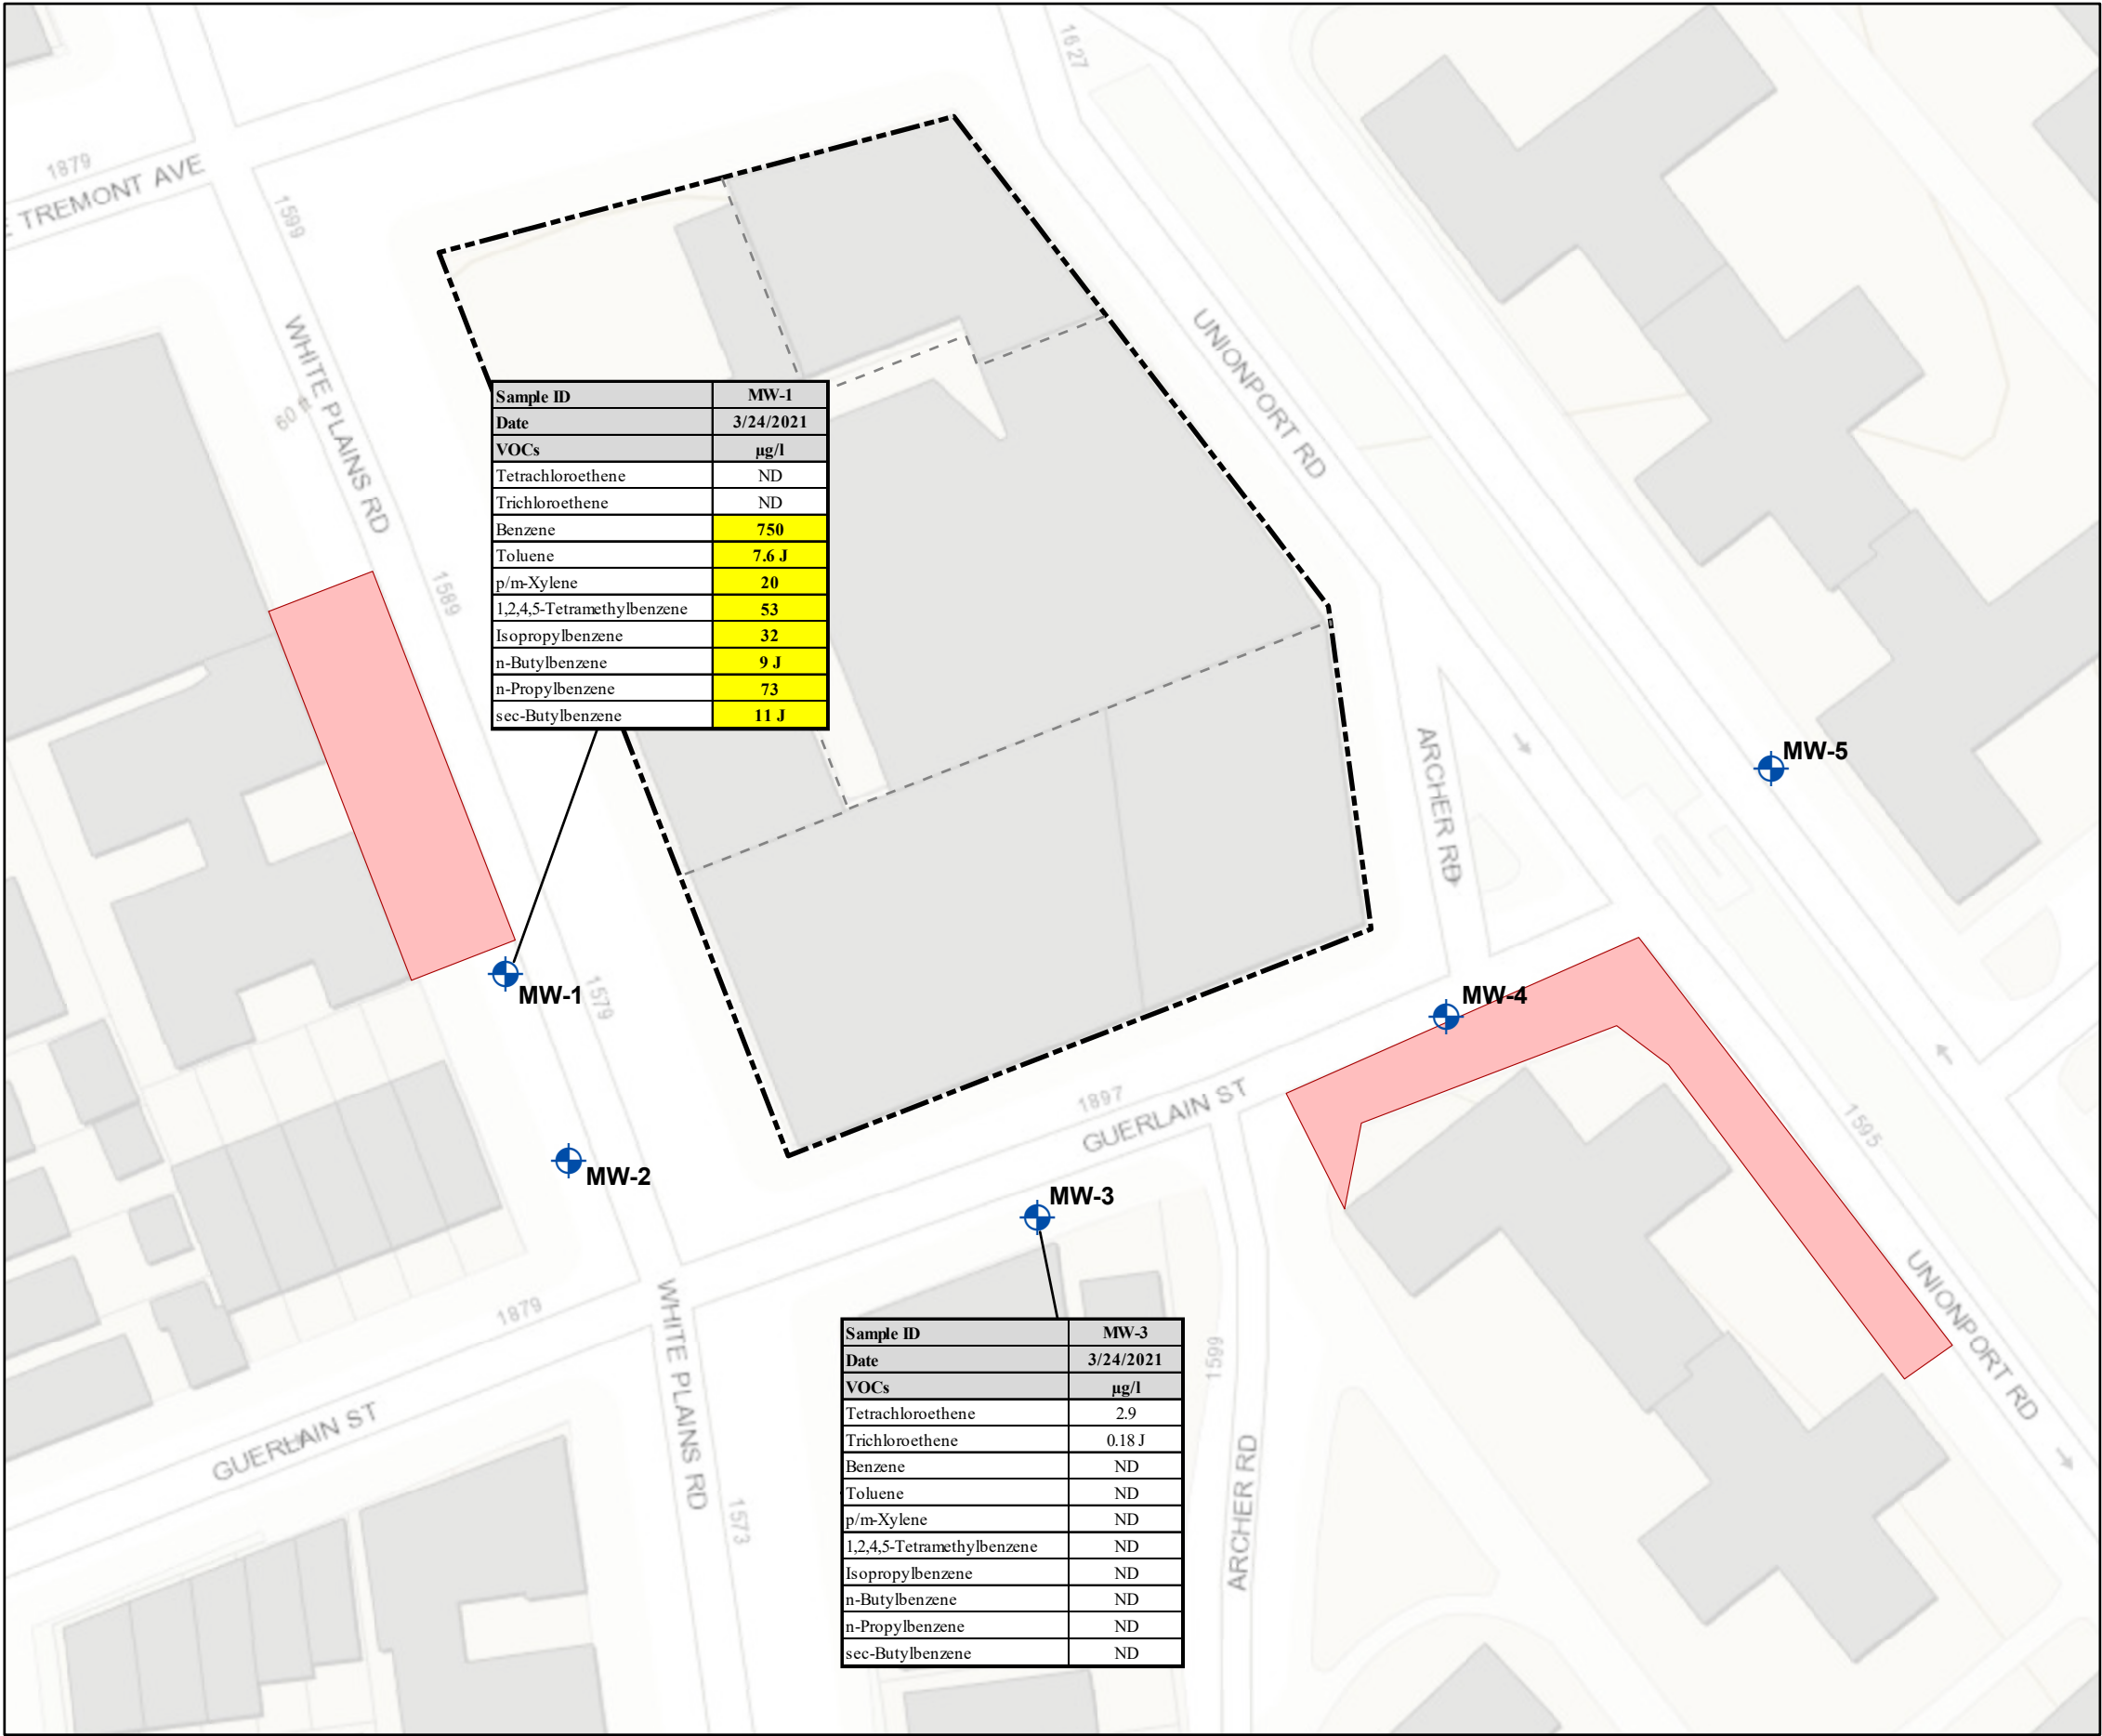 1627
1879
E TREMONT AVE
1599
WHITE PLAINS RD
60 ft
UNIONPORT RD
Sample ID MW-1
Date 3/24/2021
VOCs µg/l
Tetrachloroethene ND
Trichloroethene ND
Benzene 750
Toluene 7.6 J
p/m-Xylene 20
1,2,4,5-Tetramethylbenzene 53
Isopropylbenzene 32
n-Butylbenzene 9 J
n-Propylbenzene 73
sec-Butylbenzene 11 J
1589
ARCHER RD
MW-5
MW-1
1579
MW-4
1897
GUERLAIN ST
1595
MW-2
MW-3
UNIONPORT RD
1879
WHITE PLAINS RD
1599
GUERLAIN ST
1573
ARCHER RD
Sample ID MW-3
Date 3/24/2021
VOCs µg/l
Tetrachloroethene 2.9
Trichloroethene 0.18 J
Benzene ND
Toluene ND
p/m-Xylene ND
1,2,4,5-Tetramethylbenzene ND
Isopropylbenzene ND
n-Butylbenzene ND
n-Propylbenzene ND
sec-Butylbenzene ND